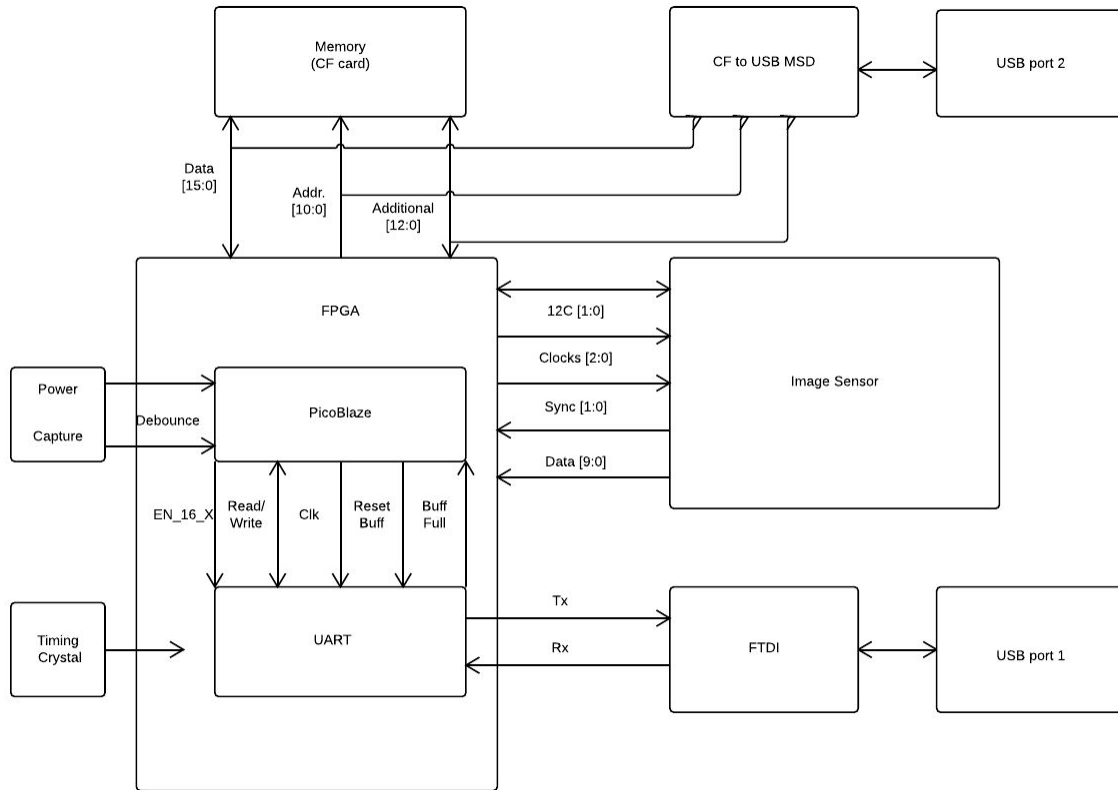 Memory
(CF card)
CF to USB MSD
USB port 2
Data
[15:0]
Addr.
[10:0]
Additional
[12:0]
FPGA
12C [1:0]
Clocks [2:0]
Sync [1:0]
Data [9:0]
Image Sensor
Power
Capture
Debounce
PicoBlaze
EN_16_X
Read/
Write
Clk
Reset
Buff
Buff
Full
Timing
Crystal
UART
Tx
Rx
FTDI
USB port 1